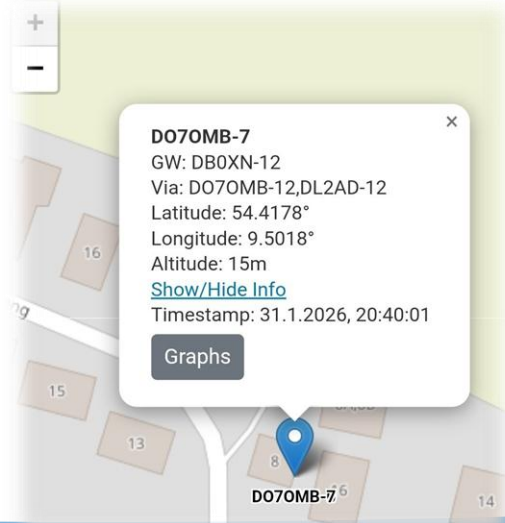 +
−
×
DO7OMB-7
GW: DB0XN-12
Via: DO7OMB-12,DL2AD-12
Latitude: 54.4178°
Longitude: 9.5018°
Altitude: 15m
Show/Hide Info
Timestamp: 31.1.2026, 20:40:01
Graphs
16
ng
15
13
8
DO7OMB-7
14